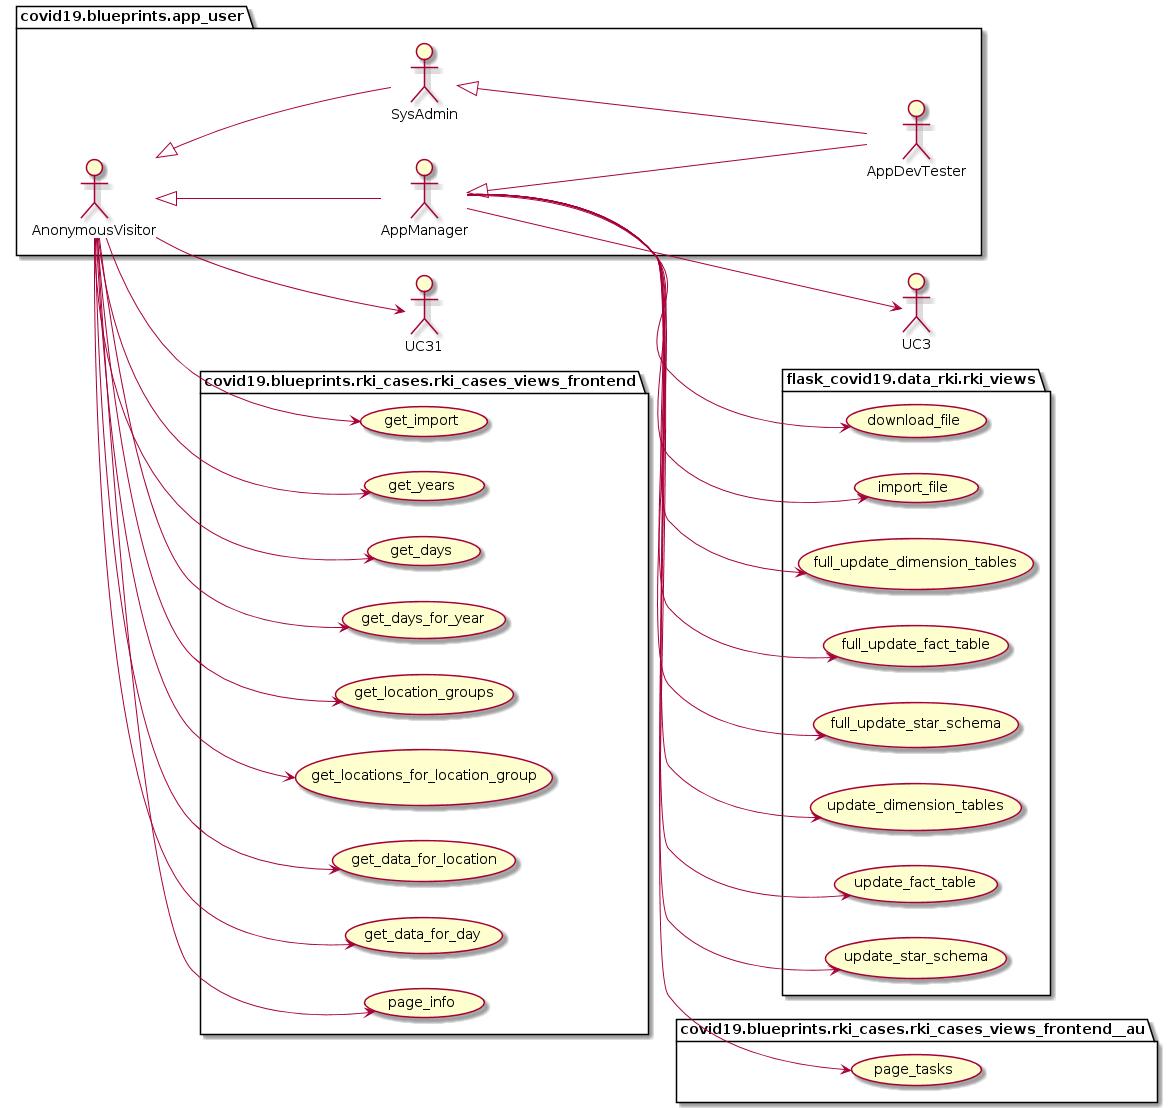 covid19.blueprints.app_user
SysAdmin
AppDevTester
AnonymousVisitor
AppManager
UC31
UC3
covid19.blueprints.rki_cases.rki_cases_views_frontend
get_import
get_years
get_days
get_days_for_year
get_location_groups
get_locations_for_location_group
get_data_for_location
get_data_for_day
page_info
flask_covid19.data_rki.rki_views
download_file
import_file
full_update_dimension_tables
full_update_fact_table
full_update_star_schema
update_dimension_tables
update_fact_table
update_star_schema
covid19.blueprints.rki_cases.rki_cases_views_frontend__au
page_tasks